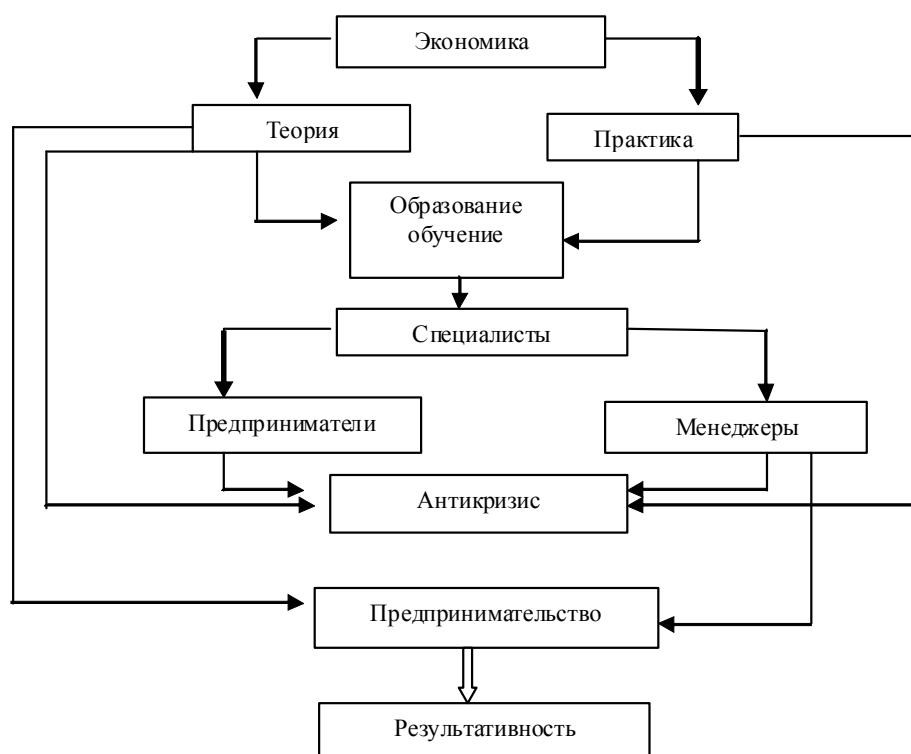 Экономика
Теория
Практика
Образование
обучение
Специалисты
Предприниматели
Менеджеры
Антикризис
Предпринимательство
Результативность